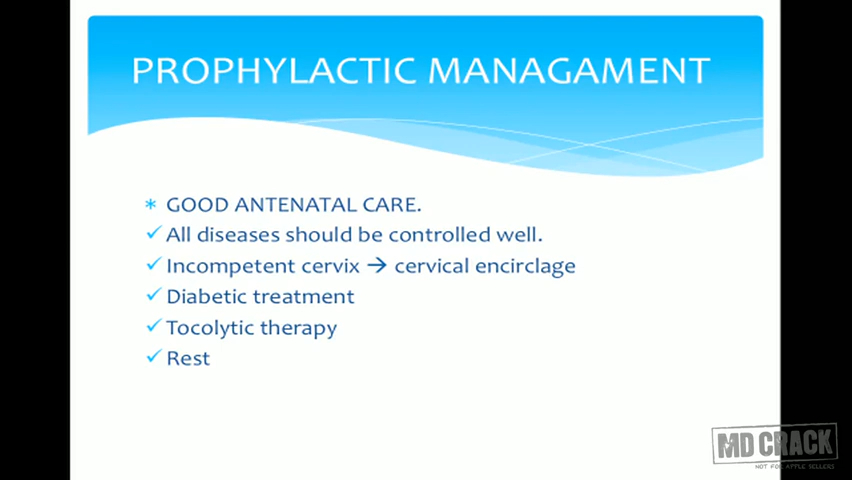 PROPHYLACTIC MANAGAMENT
* GOOD ANTENATAL CARE.
✓ All diseases should be controlled well.
✓ Incompetent cervix → cervical encirclage
✓ Diabetic treatment
✓ Tocolytic therapy
✓ Rest
MD CRACK
NOT FOR APPLE SELLERS